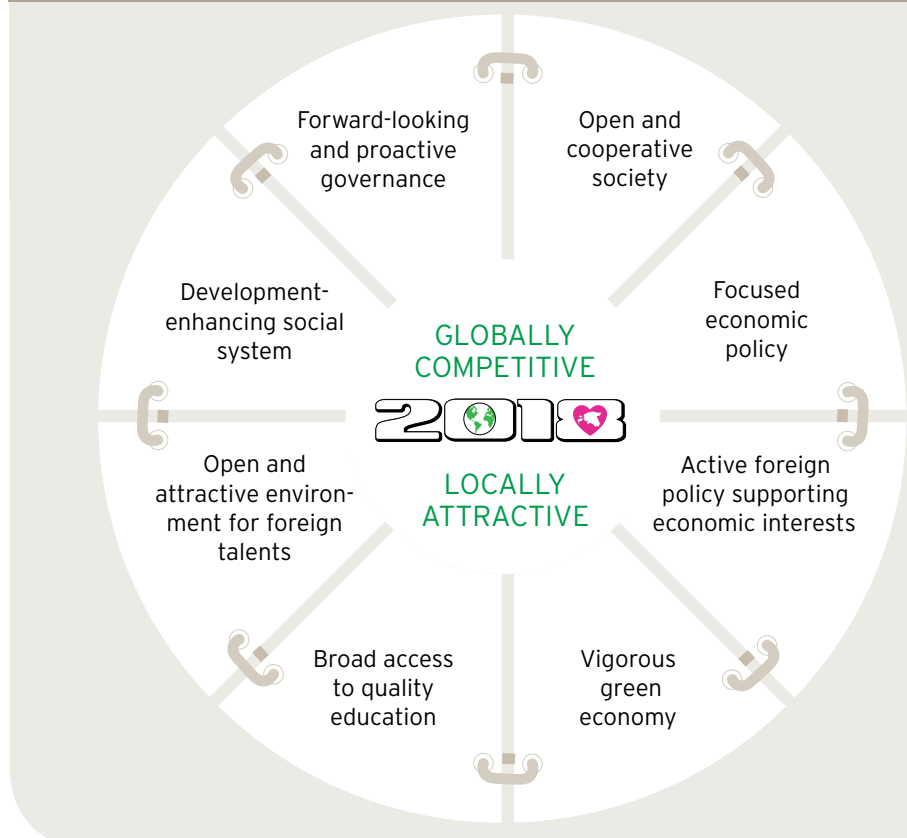 Forward-looking
and proactive
governance
Open and
cooperative
society
Focused
economic
policy
Active foreign
policy supporting
economic interests
Vigorous
green
economy
Broad access
to quality
education
Open and
attractive environ-
ment for foreign
talents
Development-
enhancing social
system
GLOBALLY
COMPETITIVE
2018
LOCALLY
ATTRACTIVE